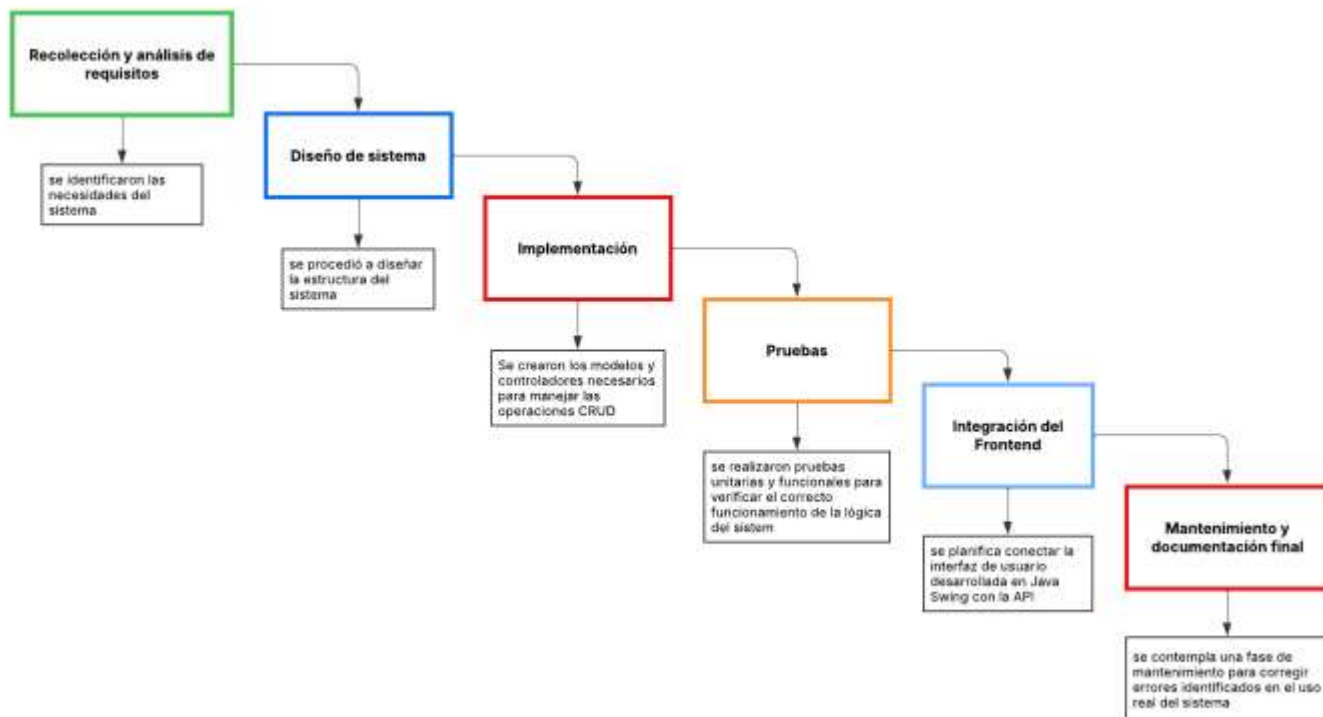 Recolección y análisis de
requisitos
se identificaron las
necesidades del
sistema
Diseño de sistema
se procedió a diseñar
la estructura del
sistema
Implementación
Se crearon los modelos y
controladores necesarios
para manejar las
operaciones CRUD
Pruebas
se realizaron pruebas
unitarias y funcionales para
verificar el correcto
funcionamiento de la lógica
del sistem
Integración del
Frontend
se planifica conectar la
interfaz de usuario
desarrollada en Java
Swing con la API
Mantenimiento y
documentación final
se contempla una fase de
mantenimiento para corregir
errores identificados en el uso
real del sistema